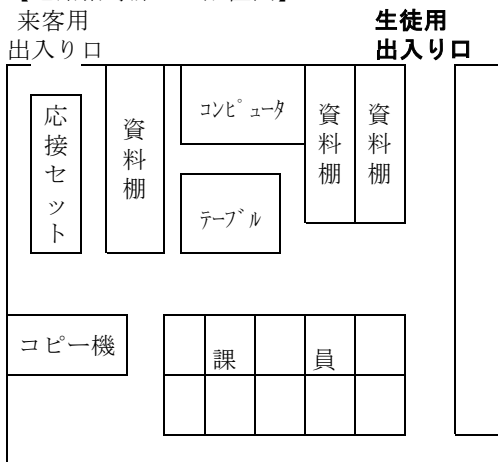 来客用
出入り口
生徒用
出入り口
応接セット
資料棚
コンピュータ
資料棚
資料棚
テーブル
コピー機
課員